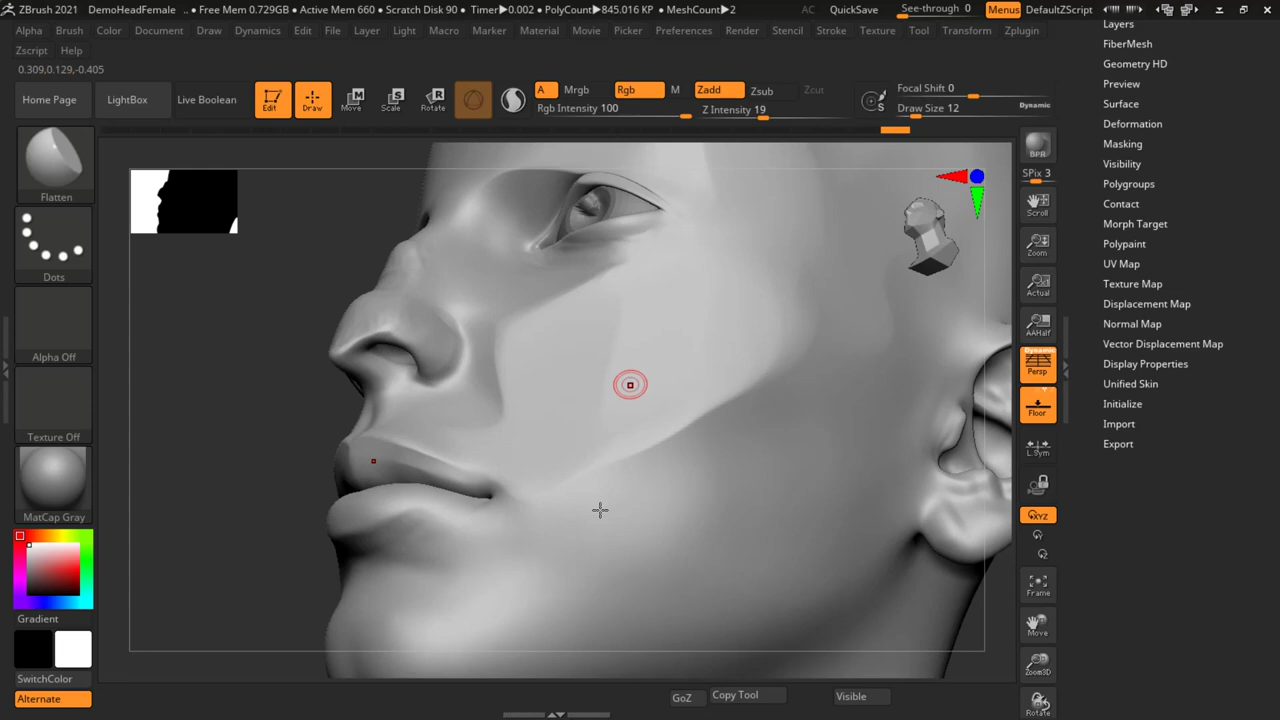 ZBrush 2021 DemoHeadFemale .. ● Free Mem 0.729GB ● Active Mem 660 ● Scratch Disk 90 ● Timer▶0.002 ● PolyCount▶845.016 KP ● MeshCount▶2 AC QuickSave See-through 0 Menus DefaultZScript
Alpha Brush Color Document Draw Dynamics Edit File Layer Light Macro Marker Material Movie Picker Preferences Render Stencil Stroke Texture Tool Transform Zplugin
Zscript Help
0.309,0.129,-0.405
Home Page LightBox Live Boolean Edit Draw Move Scale Rotate
M S R
A Mrgb Rgb M Zadd Zsub Zcut
Rgb Intensity 100 Z Intensity 19
S Focal Shift 0
Draw Size 12 Dynamic
Flatten
Dots
Alpha Off
Texture Off
MatCap Gray
Gradient
SwitchColor
Alternate
BPR
SPix 3
Scroll
Zoom
Actual
AAHalf
Dynamic
Persp
Floor
L.Sym
XYZ
Y
Z
Frame
Move
Zoom3D
Rotate
Layers
FiberMesh
Geometry HD
Preview
Surface
Deformation
Masking
Visibility
Polygroups
Contact
Morph Target
Polypaint
UV Map
Texture Map
Displacement Map
Normal Map
Vector Displacement Map
Display Properties
Unified Skin
Initialize
Import
Export
GoZ Copy Tool Visible